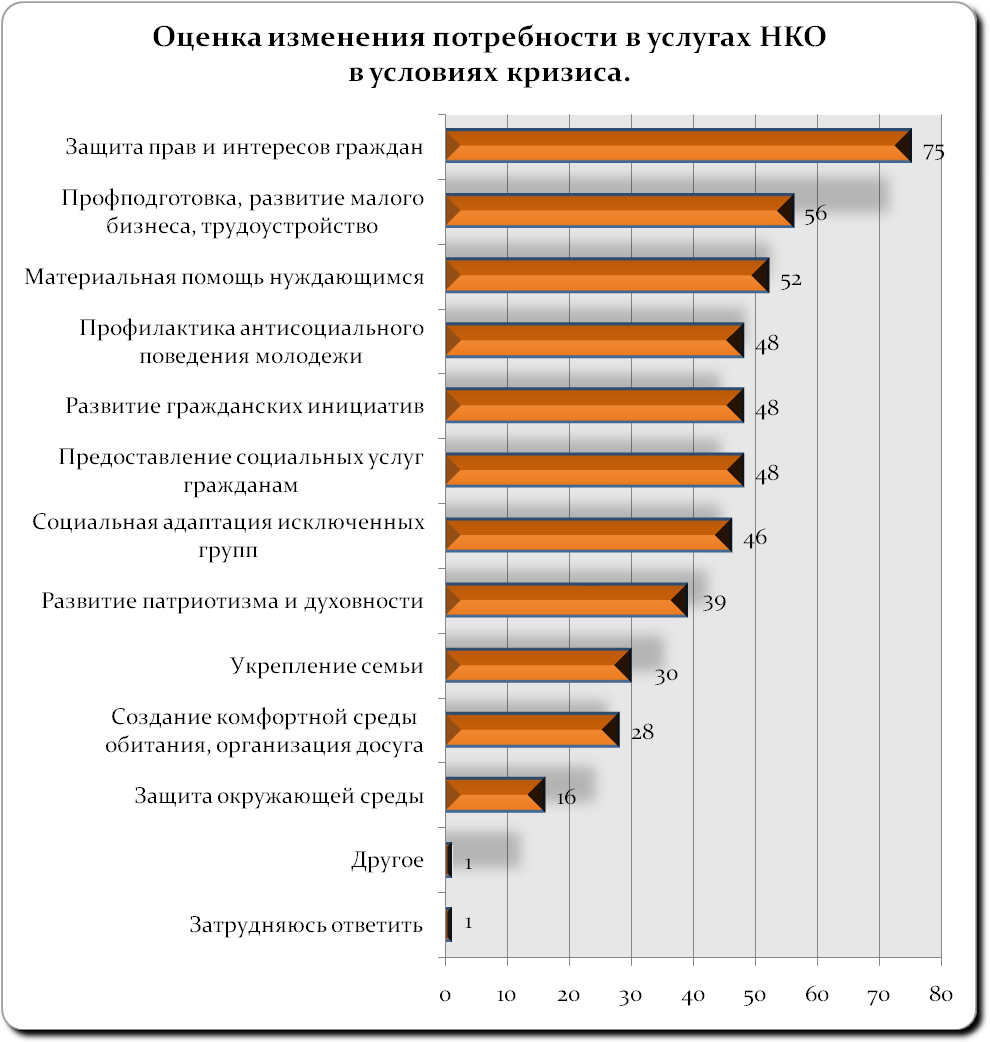 Оценка изменения потребности в услугах НКО
в условиях кризиса.
Защита прав и интересов граждан
75
Профподготовка, развитие малого
бизнеса, трудоустройство
56
Материальная помощь нуждающимся
52
Профилактика антисоциального
поведения молодежи
48
Развитие гражданских инициатив
48
Предоставление социальных услуг
гражданам
48
Социальная адаптация исключенных
групп
46
Развитие патриотизма и духовности
39
Укрепление семьи
30
Создание комфортной среды
обитания, организация досуга
28
Защита окружающей среды
16
Другое
1
Затрудняюсь ответить
1
0 10 20 30 40 50 60 70 80